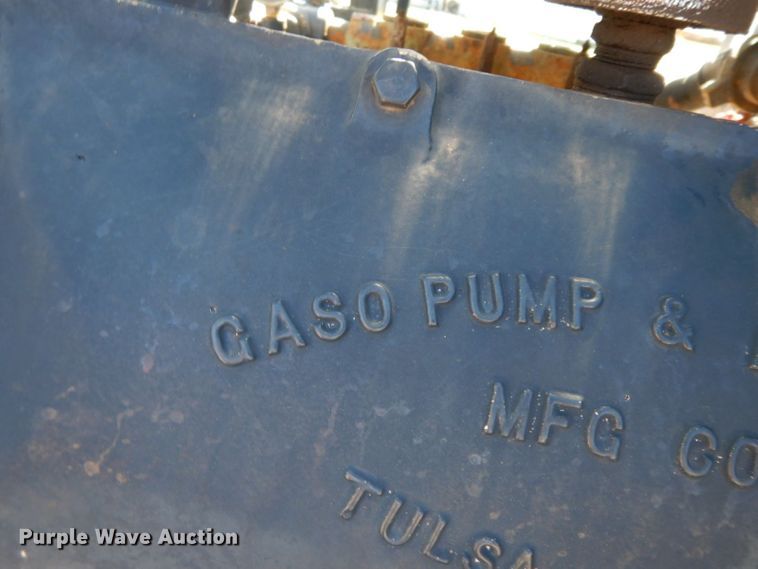 GASO PUMP &
MFG CO
TULSA
Purple Wave Auction